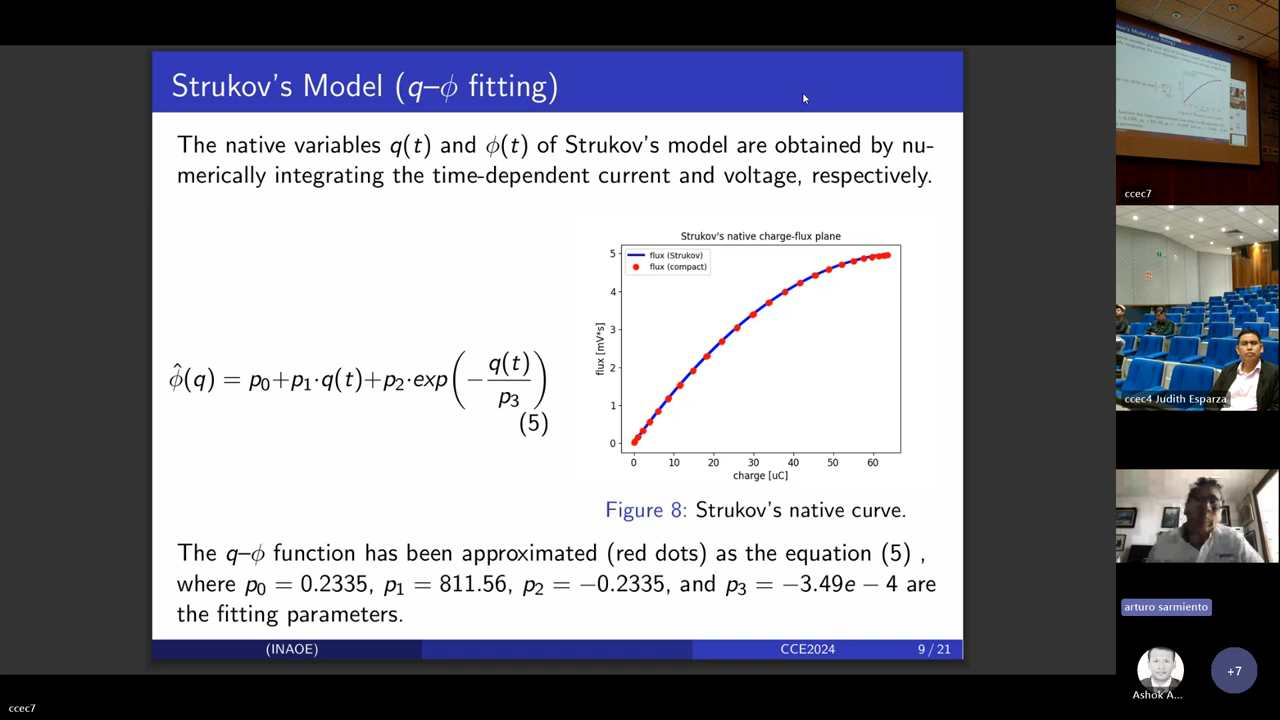 Strukov's Model (q–ϕ fitting)
The native variables q(t) and ϕ(t) of Strukov's model are obtained by nu-
merically integrating the time-dependent current and voltage, respectively.
Strukov's native charge-flux plane
flux (Strukov)
flux (compact)
5
4
3
2
1
0
flux [mV*s]
0 10 20 30 40 50 60
charge [uC]
ϕ̂(q) = p0+p1·q(t)+p2·exp(−q(t)/p3)
(5)
Figure 8: Strukov's native curve.
The q–ϕ function has been approximated (red dots) as the equation (5) ,
where p0 = 0.2335, p1 = 811.56, p2 = −0.2335, and p3 = −3.49e − 4 are
the fitting parameters.
(INAOE)
CCE2024
9 / 21
ccec7
ccec4 Judith Esparza
arturo sarmiento
Ashok A...
+7
ccec7